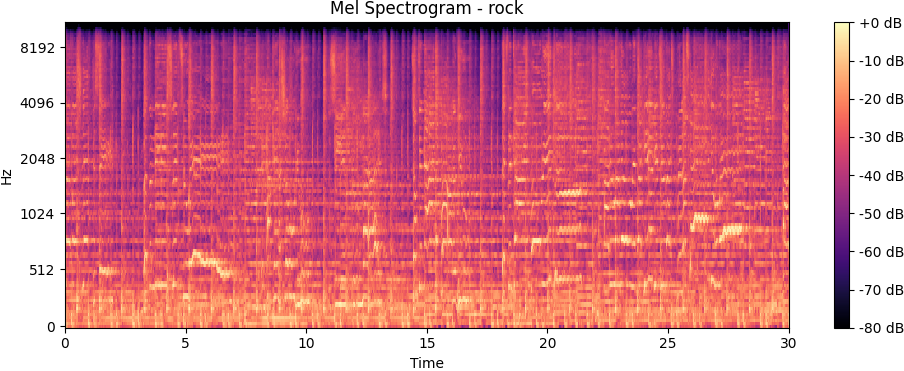 Mel Spectrogram - rock
Hz
8192
4096
2048
1024
512
0
0 5 10 15 20 25 30
Time
+0 dB
-10 dB
-20 dB
-30 dB
-40 dB
-50 dB
-60 dB
-70 dB
-80 dB